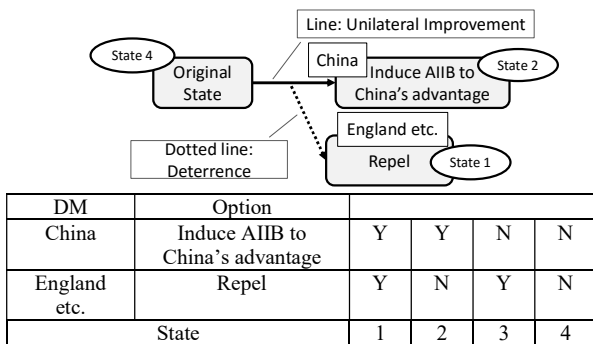 Line: Unilateral Improvement
State 4
China
State 2
Original
State
Induce AIIB to
China’s advantage
England etc.
Dotted line:
Deterrence
Repel
State 1
DM Option
China Induce AIIB to Y Y N N
China’s advantage
England Repel Y N Y N
etc.
State 1 2 3 4